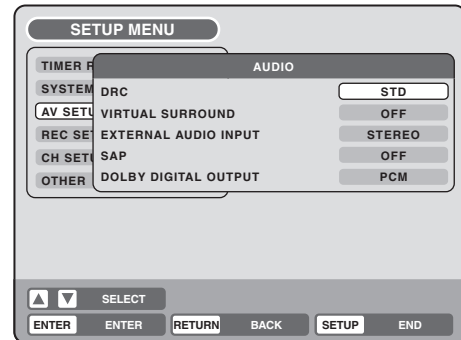 SETUP MENU
TIMER R
AUDIO
SYSTEM
DRC STD
AV SETU
VIRTUAL SURROUND OFF
REC SET
EXTERNAL AUDIO INPUT STEREO
CH SETU
SAP OFF
OTHER
DOLBY DIGITAL OUTPUT PCM
SELECT
ENTER ENTER RETURN BACK SETUP END